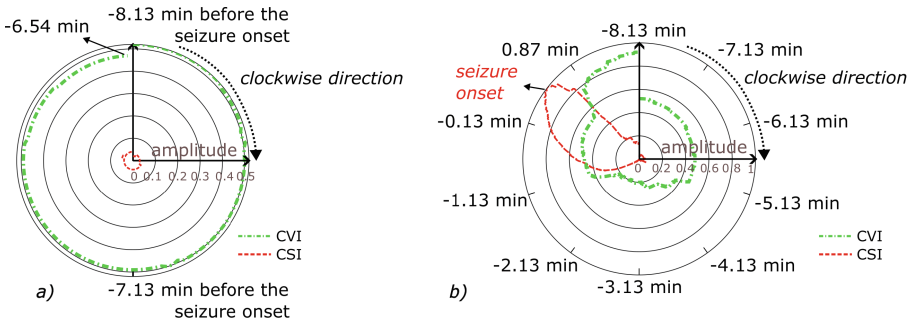 -6.54 min
-8.13 min before the
seizure onset
clockwise direction
amplitude
0 0.1 0.2 0.3 0.4 0.5
CVI
CSI
-7.13 min before the
seizure onset
a)
-8.13 min
0.87 min
-7.13 min
seizure
onset
clockwise direction
-0.13 min
-6.13 min
amplitude
0 0.2 0.4 0.6 0.8 1
-1.13 min
-5.13 min
CVI
CSI
-2.13 min
-4.13 min
-3.13 min
b)